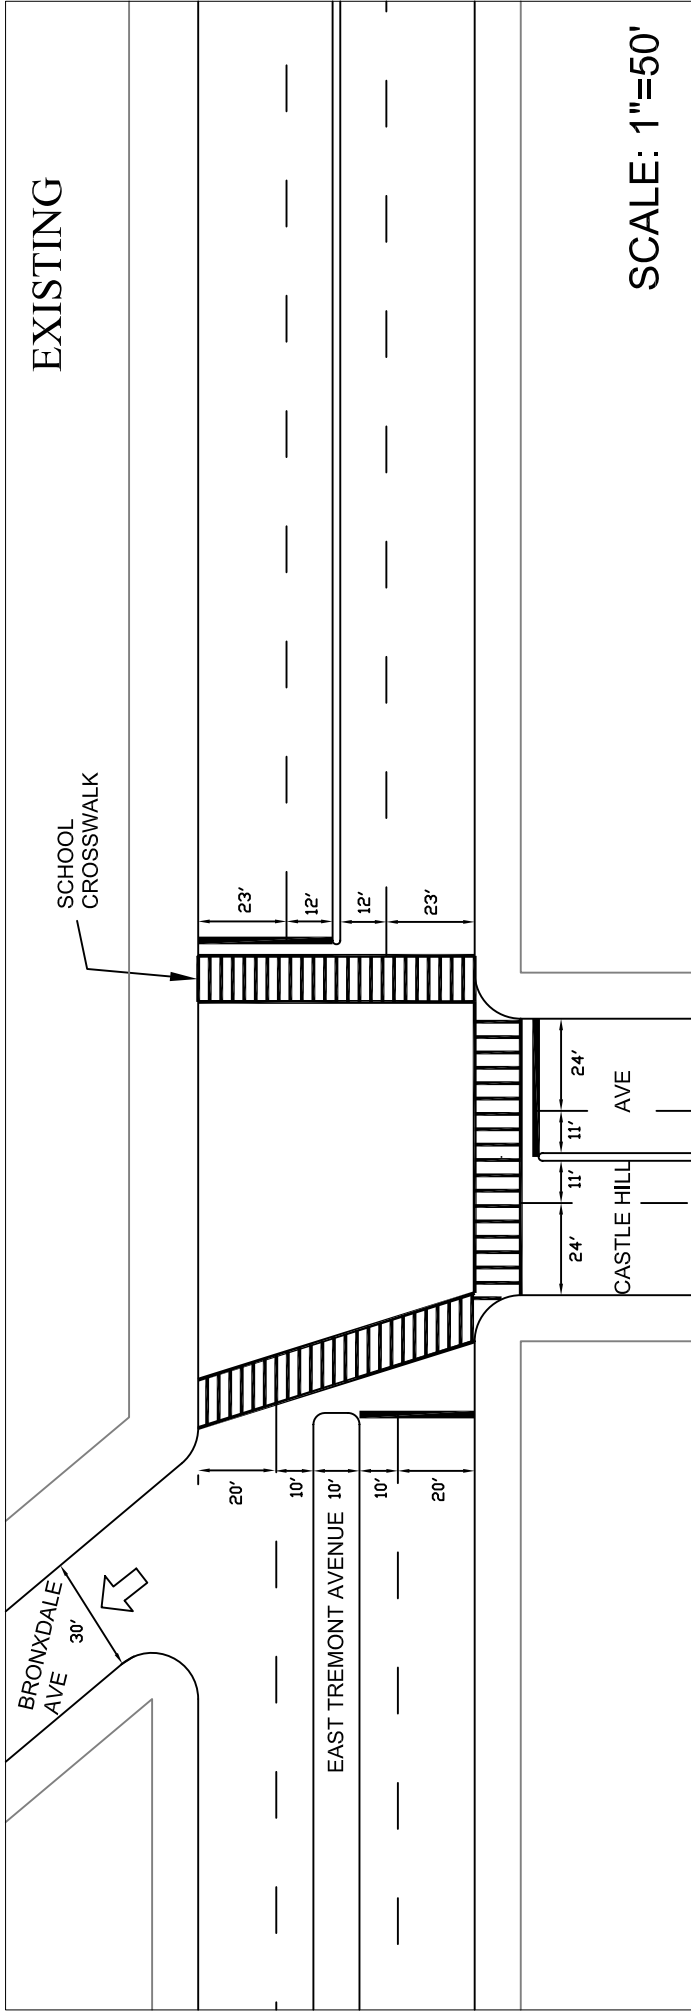 EXISTING
SCHOOL
CROSSWALK
BRONXDALE
AVE
30'
20'
10'
10'
10'
20'
EAST TREMONT AVENUE
23'
12'
12'
23'
24'
11'
11'
24'
CASTLE HILL AVE
SCALE: 1"=50'